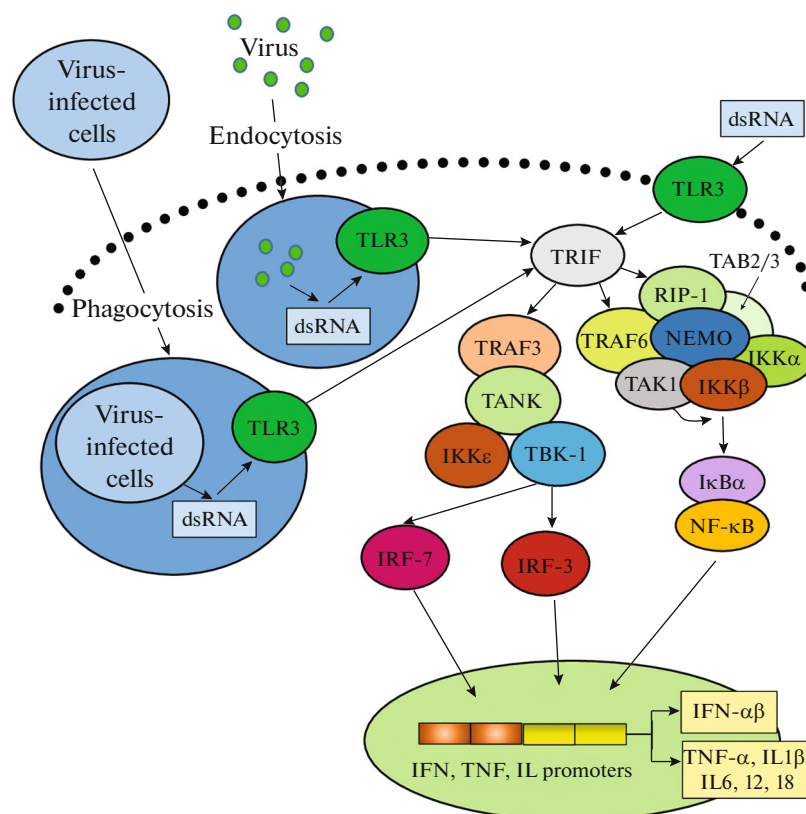 Virus
Virus-
infected
cells
Endocytosis
dsRNA
TLR3
TLR3
TRIF
TAB2/3
Phagocytosis
dsRNA
RIP-1
TRAF3
TRAF6
NEMO
IKKα
TAK1
IKKβ
TANK
Virus-
infected
cells
TLR3
IKKε
TBK-1
IκBα
dsRNA
NF-κB
IRF-7
IRF-3
IFN-αβ
IFN, TNF, IL promoters
TNF-α, IL1β
IL6, 12, 18